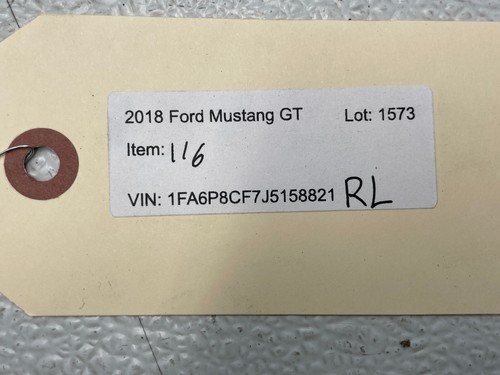 2018 Ford Mustang GT Lot: 1573
Item: 116
VIN: 1FA6P8CF7J5158821 RL